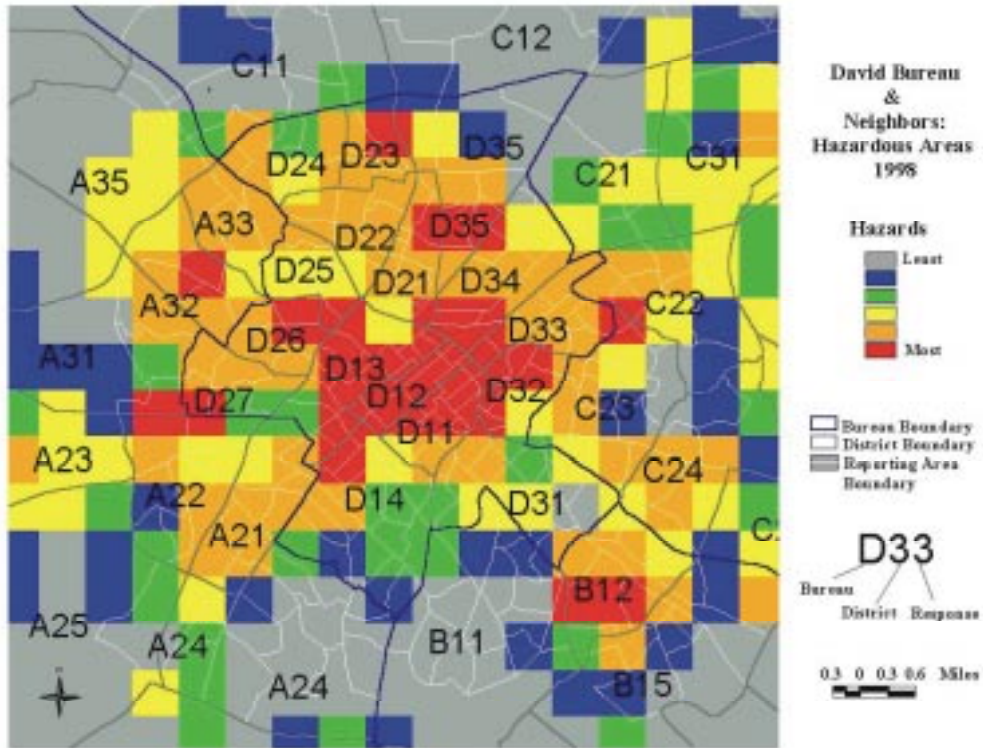 C12
C11
D35
D23
D24
C31
C21
A35
A33
D35
D22
D25
D21
D34
A32
C22
D33
D26
A31
D13
D32
D12
D27
C23
D11
A23
C24
A22
D14
D31
A21
C
B12
A25
B11
A24
A24
B15
David Bureau
&
Neighbors:
Hazardous Areas
1998
Hazards
Least
Most
Bureau Boundary
District Boundary
Reporting Area
Boundary
D33
Bureau
District Response
0.3 0 0.3 0.6 Miles